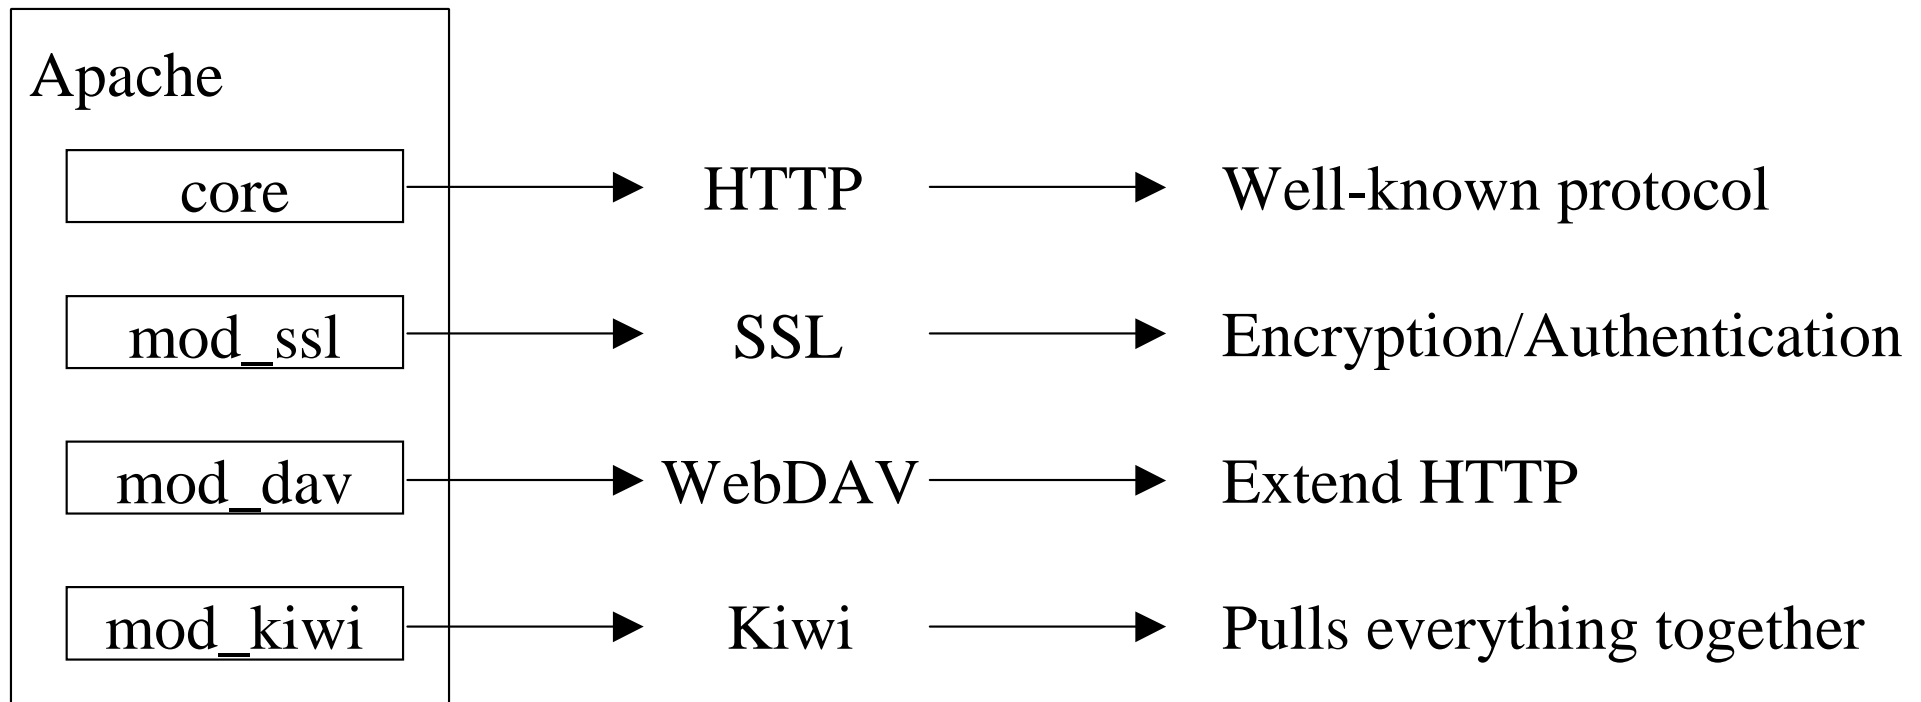 Apache
core HTTP Well-known protocol
mod_ssl SSL Encryption/Authentication
mod_dav WebDAV Extend HTTP
mod_kiwi Kiwi Pulls everything together